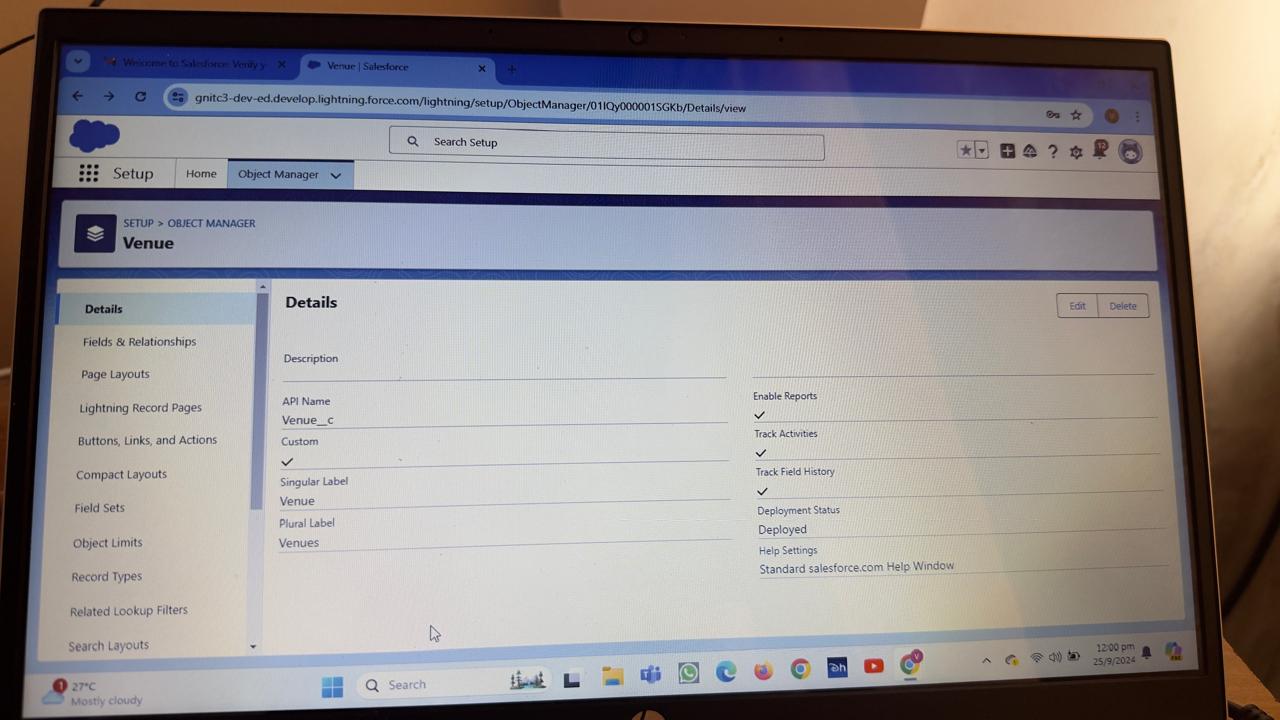 Welcome to Salesforce: Verify y
Venue | Salesforce
gnitc3-dev-ed.develop.lightning.force.com/lightning/setup/ObjectManager/01IQy000001SGKb/Details/view
Search Setup
12
Setup
Home
Object Manager
SETUP > OBJECT MANAGER
Venue
Details
Fields & Relationships
Page Layouts
Lightning Record Pages
Buttons, Links, and Actions
Compact Layouts
Field Sets
Object Limits
Record Types
Related Lookup Filters
Search Layouts
Details
Edit
Delete
Description
API Name
Venue__c
Custom
Singular Label
Venue
Plural Label
Venues
Enable Reports
Track Activities
Track Field History
Deployment Status
Deployed
Help Settings
Standard salesforce.com Help Window
1
27°C
Mostly cloudy
Search
12:00 pm
25/9/2024